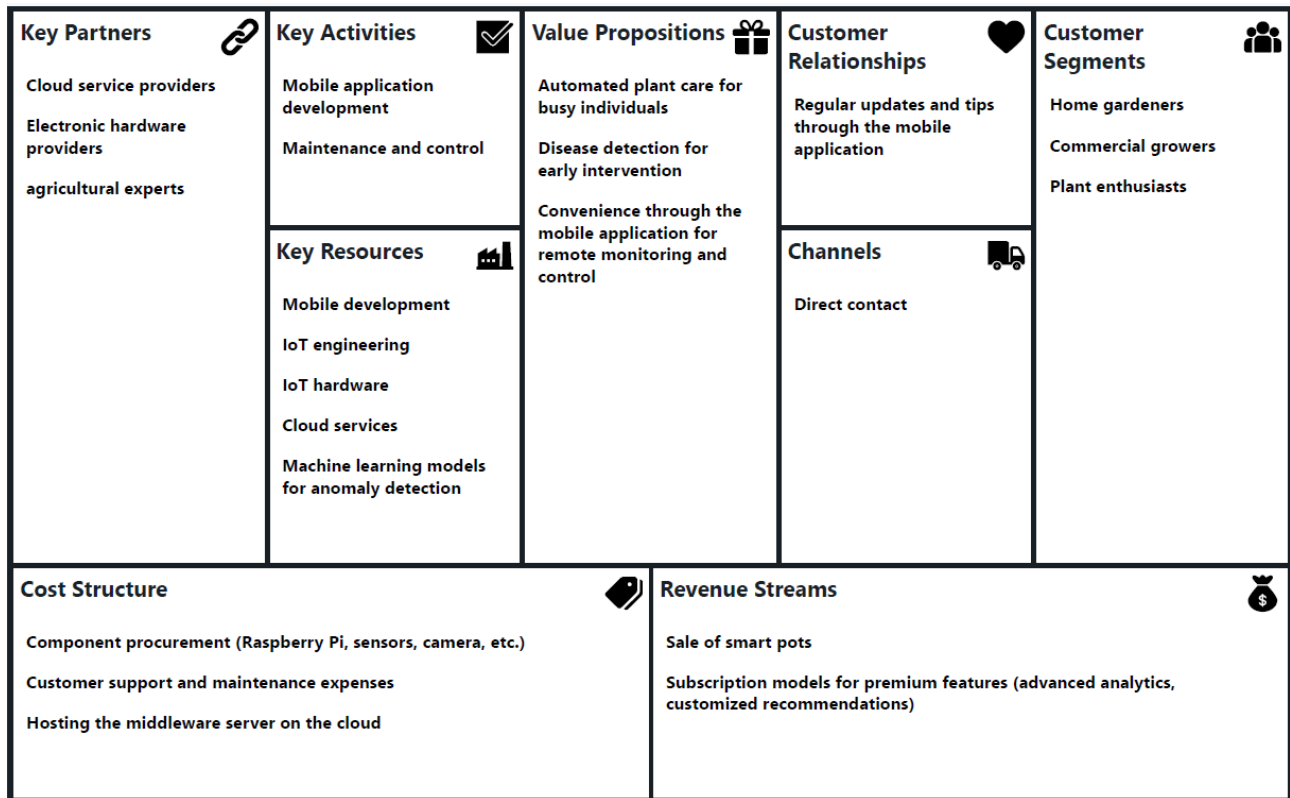 Key Partners
Cloud service providers
Electronic hardware
providers
agricultural experts
Key Activities
Mobile application
development
Maintenance and control
Key Resources
Mobile development
IoT engineering
IoT hardware
Cloud services
Machine learning models
for anomaly detection
Value Propositions
Automated plant care for
busy individuals
Disease detection for
early intervention
Convenience through the
mobile application for
remote monitoring and
control
Customer
Relationships
Regular updates and tips
through the mobile
application
Channels
Direct contact
Customer
Segments
Home gardeners
Commercial growers
Plant enthusiasts
Cost Structure
Component procurement (Raspberry Pi, sensors, camera, etc.)
Customer support and maintenance expenses
Hosting the middleware server on the cloud
Revenue Streams
$
Sale of smart pots
Subscription models for premium features (advanced analytics,
customized recommendations)